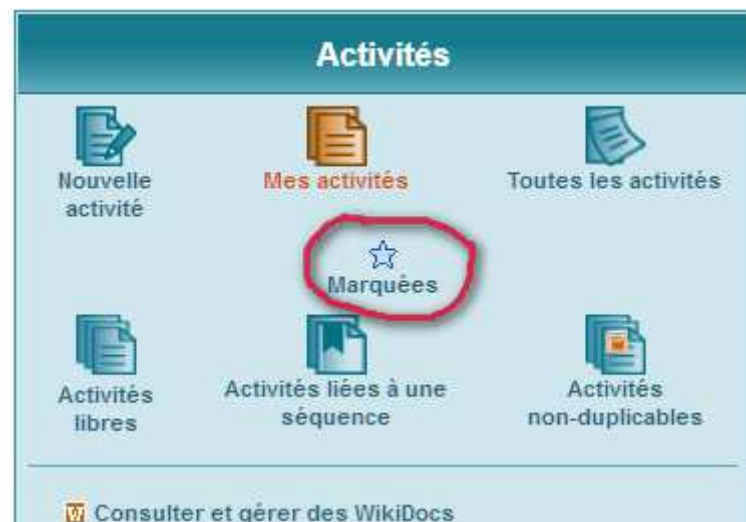 Activités
Nouvelle
activité
Mes activités
Toutes les activités
Marquées
Activités
libres
Activités liées à une
séquence
Activités
non-duplicables
Consulter et gérer des WikiDocs